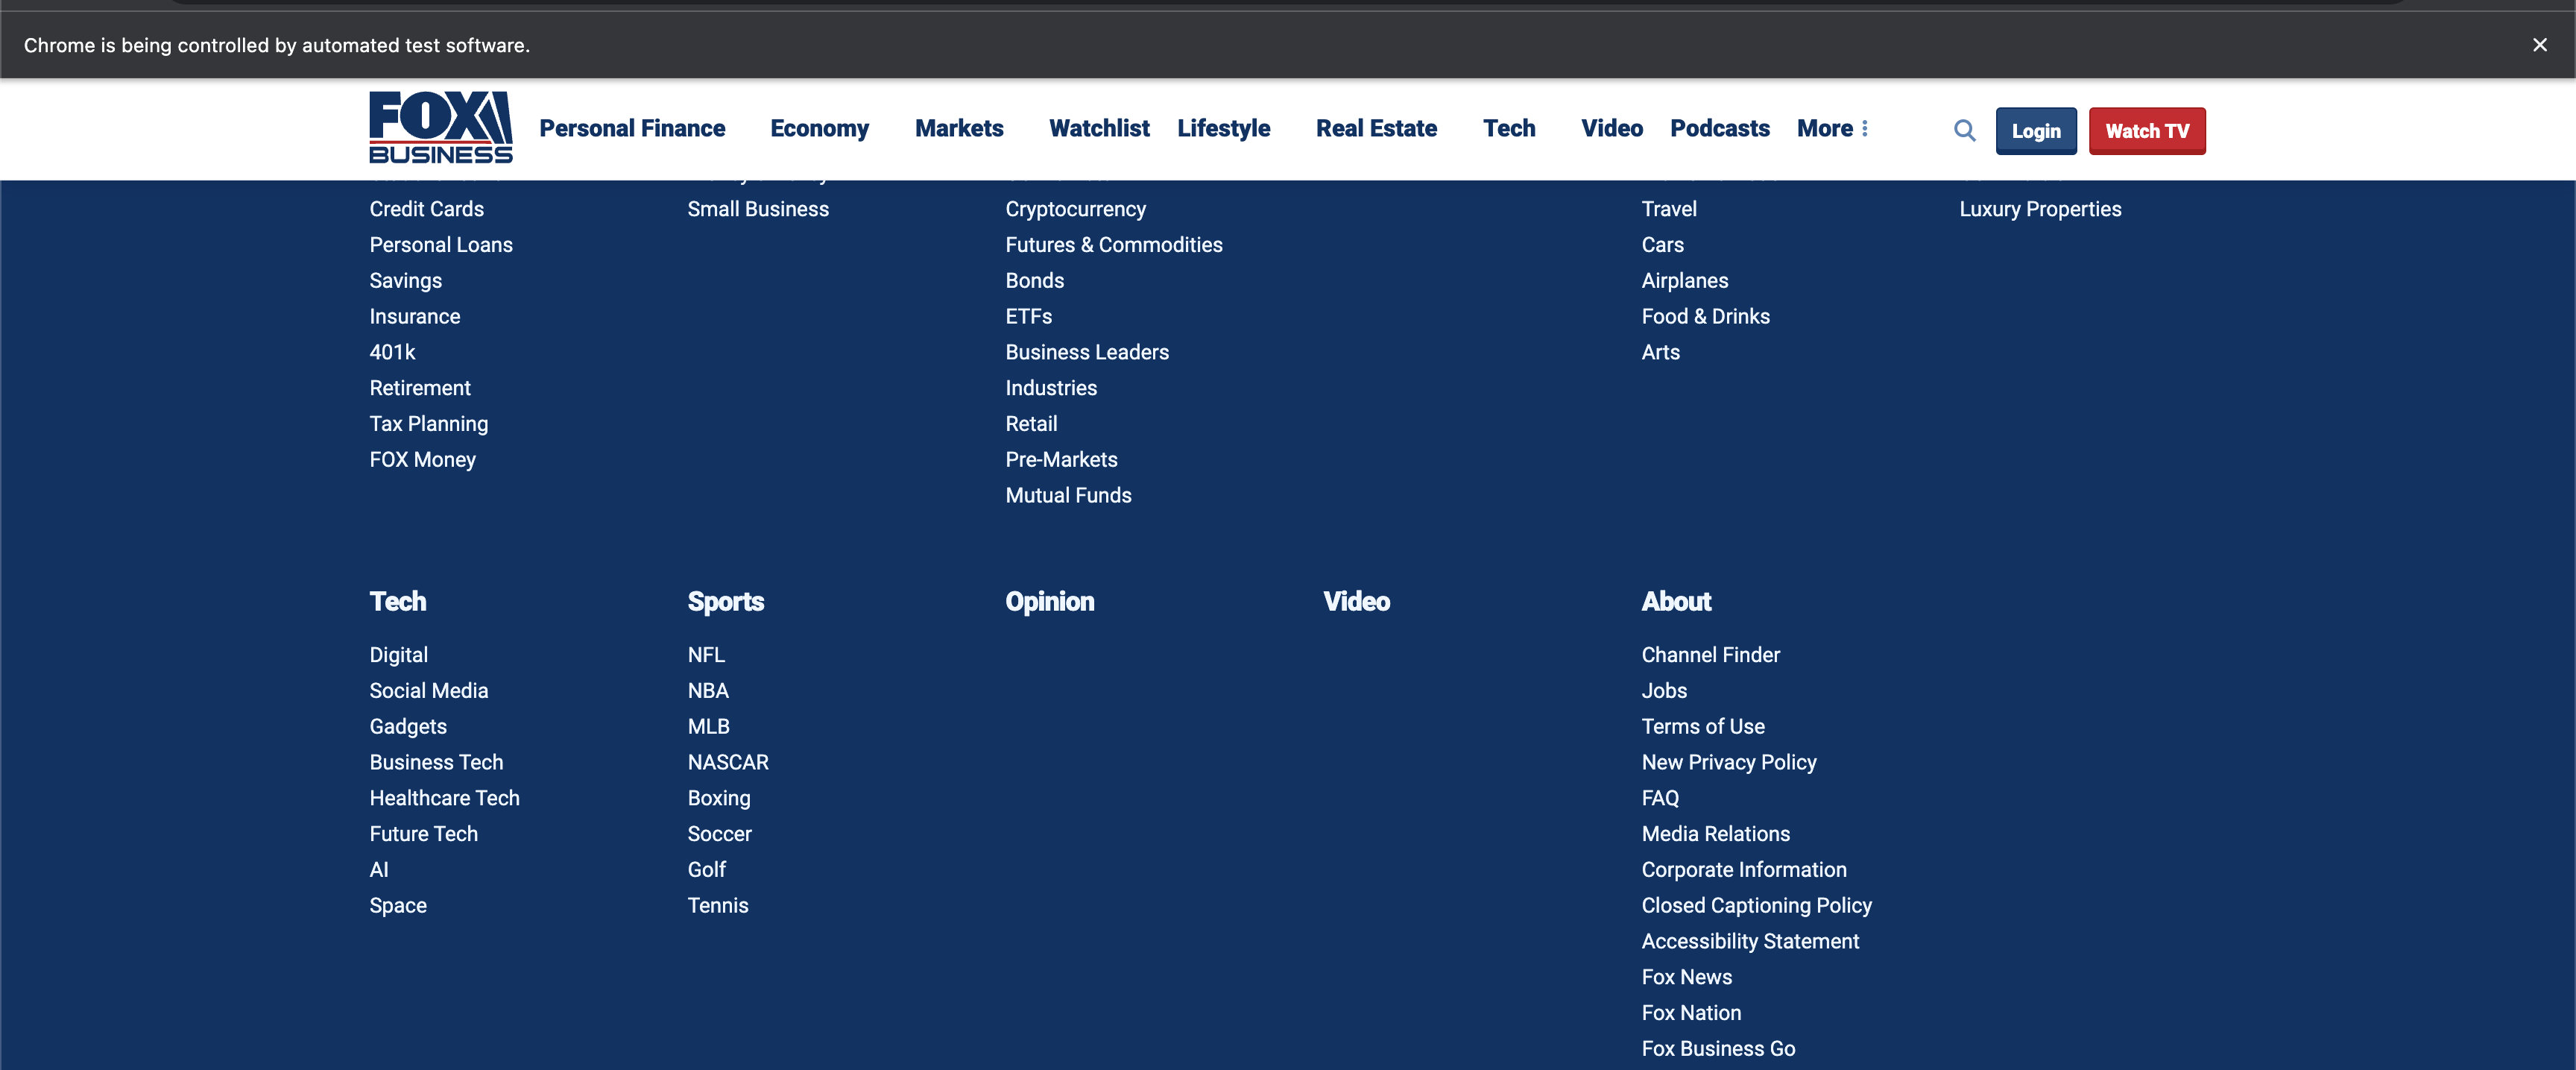 Chrome is being controlled by automated test software.
FOX BUSINESS
Personal Finance Economy Markets Watchlist Lifestyle Real Estate Tech Video Podcasts More
Login
Watch TV
Credit Cards
Personal Loans
Savings
Insurance
401k
Retirement
Tax Planning
FOX Money
Small Business
Cryptocurrency
Futures & Commodities
Bonds
ETFs
Business Leaders
Industries
Retail
Pre-Markets
Mutual Funds
Travel
Cars
Airplanes
Food & Drinks
Arts
Luxury Properties
Tech
Digital
Social Media
Gadgets
Business Tech
Healthcare Tech
Future Tech
AI
Space
Sports
NFL
NBA
MLB
NASCAR
Boxing
Soccer
Golf
Tennis
Opinion
Video
About
Channel Finder
Jobs
Terms of Use
New Privacy Policy
FAQ
Media Relations
Corporate Information
Closed Captioning Policy
Accessibility Statement
Fox News
Fox Nation
Fox Business Go